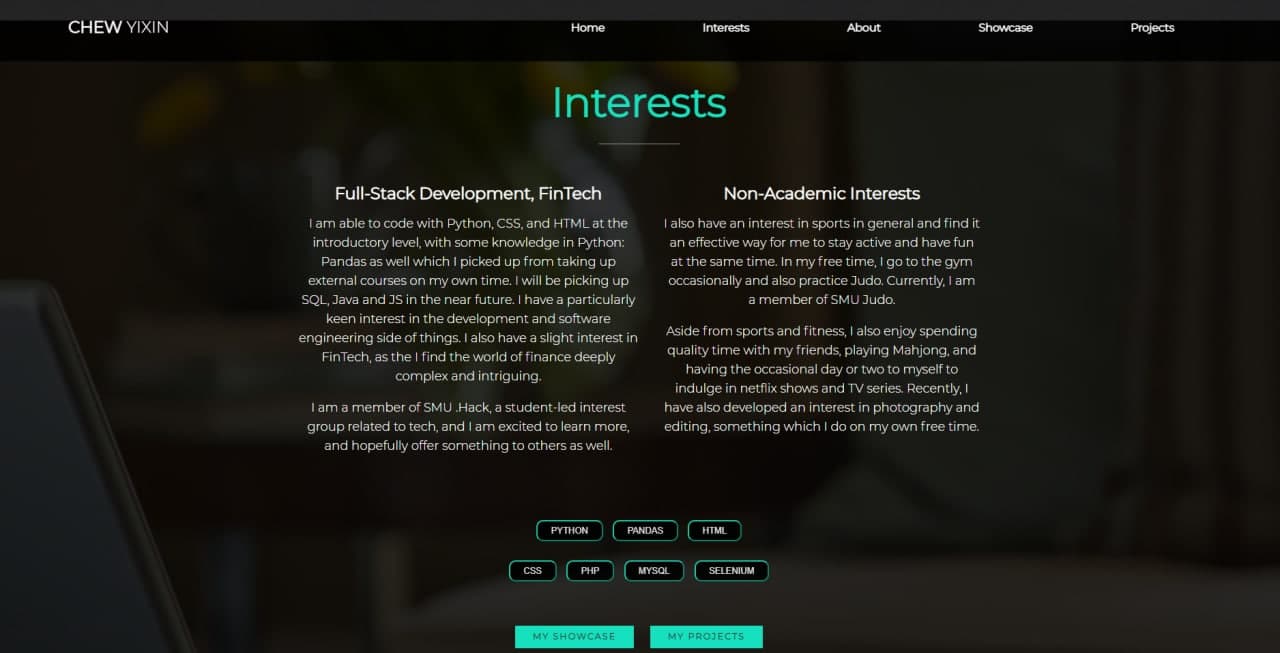 CHEW YIXIN
Home Interests About Showcase Projects
Interests
Full-Stack Development, FinTech
I am able to code with Python, CSS, and HTML at the
introductory level, with some knowledge in Python:
Pandas as well which I picked up from taking up
external courses on my own time. I will be picking up
SQL, Java and JS in the near future. I have a particularly
keen interest in the development and software
engineering side of things. I also have a slight interest in
FinTech, as the I find the world of finance deeply
complex and intriguing.
I am a member of SMU .Hack, a student-led interest
group related to tech, and I am excited to learn more,
and hopefully offer something to others as well.
Non-Academic Interests
I also have an interest in sports in general and find it
an effective way for me to stay active and have fun
at the same time. In my free time, I go to the gym
occasionally and also practice Judo. Currently, I am
a member of SMU Judo.
Aside from sports and fitness, I also enjoy spending
quality time with my friends, playing Mahjong, and
having the occasional day or two to myself to
indulge in netflix shows and TV series. Recently, I
have also developed an interest in photography and
editing, something which I do on my own free time.
PYTHON PANDAS HTML
CSS PHP MYSQL SELENIUM
MY SHOWCASE MY PROJECTS